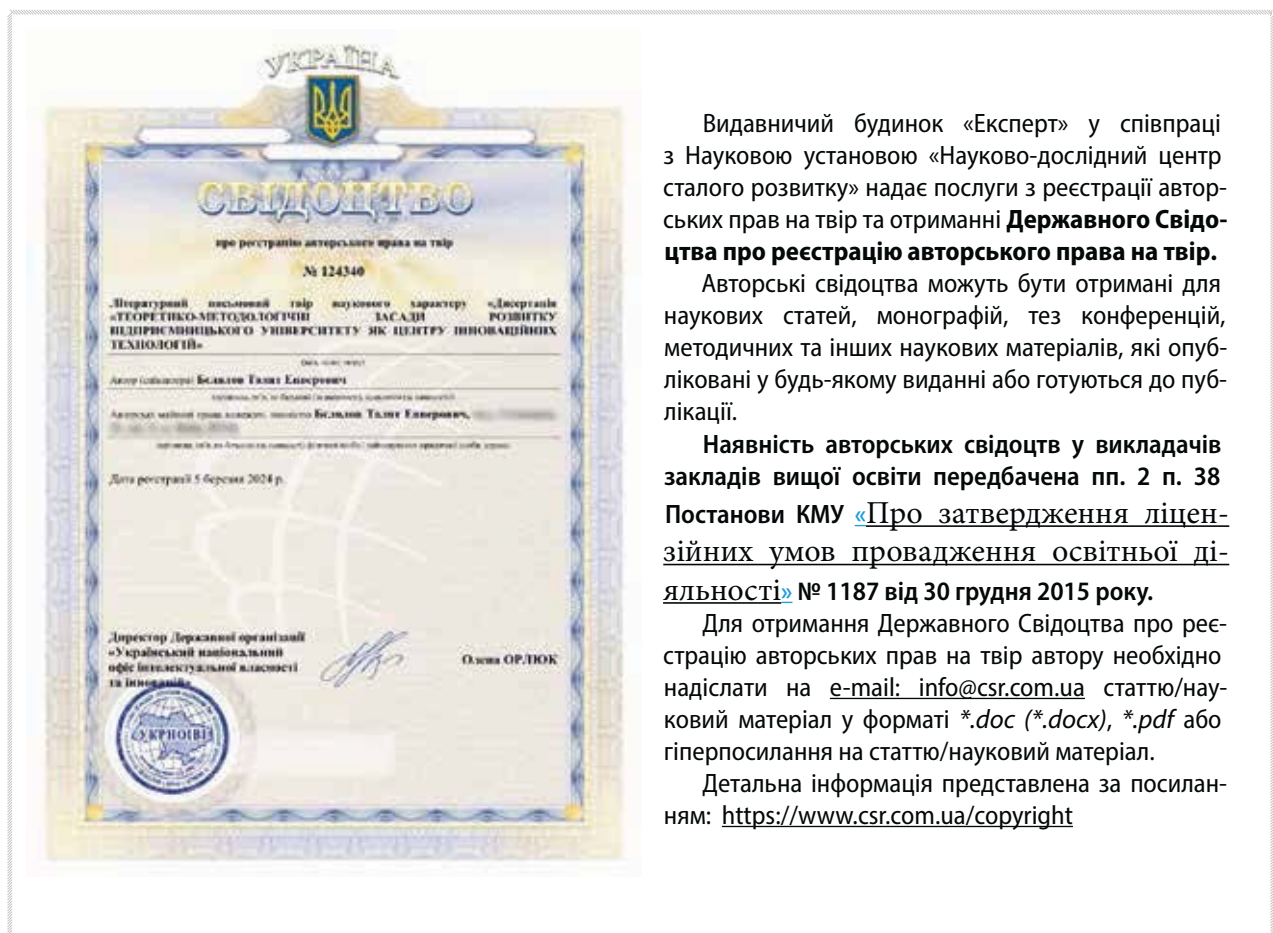 УКРАЇНА
СВІДОЦТВО
про реєстрацію авторського права на твір
№ 124340
Літературний письмовий твір наукового характеру «Дисертація
«ТЕОРЕТИКО-МЕТОДОЛОГІЧНІ ЗАСАДИ РОЗВИТКУ
ПІДПРИЄМНИЦЬКОГО УНІВЕРСИТЕТУ ЯК ЦЕНТРУ ІННОВАЦІЙНИХ
ТЕХНОЛОГІЙ»
Автор (співавтори) Бєлялов Талят Енверович
Авторські майнові права належать Бєлялов Талят Енверович,
Дата реєстрації 5 березня 2024 р.
Директор Державної організації
«Український національний
офіс інтелектуальної власності
та інновацій»
Олена ОРЛЮК
УКРНОІВІ
Видавничий будинок «Експерт» у співпраці
з Науковою установою «Науково-дослідний центр
сталого розвитку» надає послуги з реєстрації автор-
ських прав на твір та отриманні Державного Свідо-
цтва про реєстрацію авторського права на твір.
Авторські свідоцтва можуть бути отримані для
наукових статей, монографій, тез конференцій,
методичних та інших наукових матеріалів, які опуб-
ліковані у будь-якому виданні або готуються до пуб-
лікації.
Наявність авторських свідоцтв у викладачів
закладів вищої освіти передбачена пп. 2 п. 38
Постанови КМУ «Про затвердження ліцен-
зійних умов провадження освітньої ді-
яльності» № 1187 від 30 грудня 2015 року.
Для отримання Державного Свідоцтва про реє-
страцію авторських прав на твір автору необхідно
надіслати на e-mail: info@csr.com.ua статтю/нау-
ковий матеріал у форматі *.doc (*.docx), *.pdf або
гіперпосилання на статтю/науковий матеріал.
Детальна інформація представлена за посилан-
ням: https://www.csr.com.ua/copyright